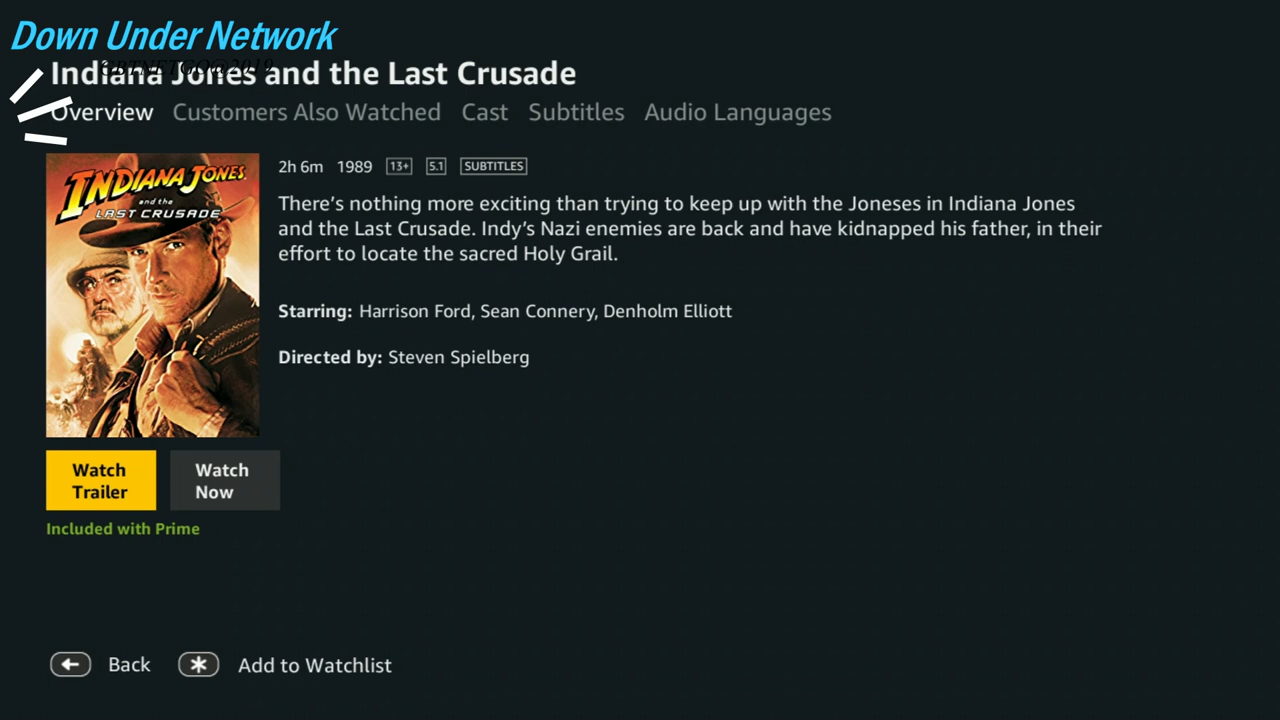 Down Under Network
Indiana Jones and the Last Crusade
Overview Customers Also Watched Cast Subtitles Audio Languages
INDIANA JONES
and the
LAST CRUSADE
2h 6m 1989 13+ 5.1 SUBTITLES
There's nothing more exciting than trying to keep up with the Joneses in Indiana Jones
and the Last Crusade. Indy's Nazi enemies are back and have kidnapped his father, in their
effort to locate the sacred Holy Grail.
Starring: Harrison Ford, Sean Connery, Denholm Elliott
Directed by: Steven Spielberg
Watch
Trailer
Watch
Now
Included with Prime
Back
Add to Watchlist